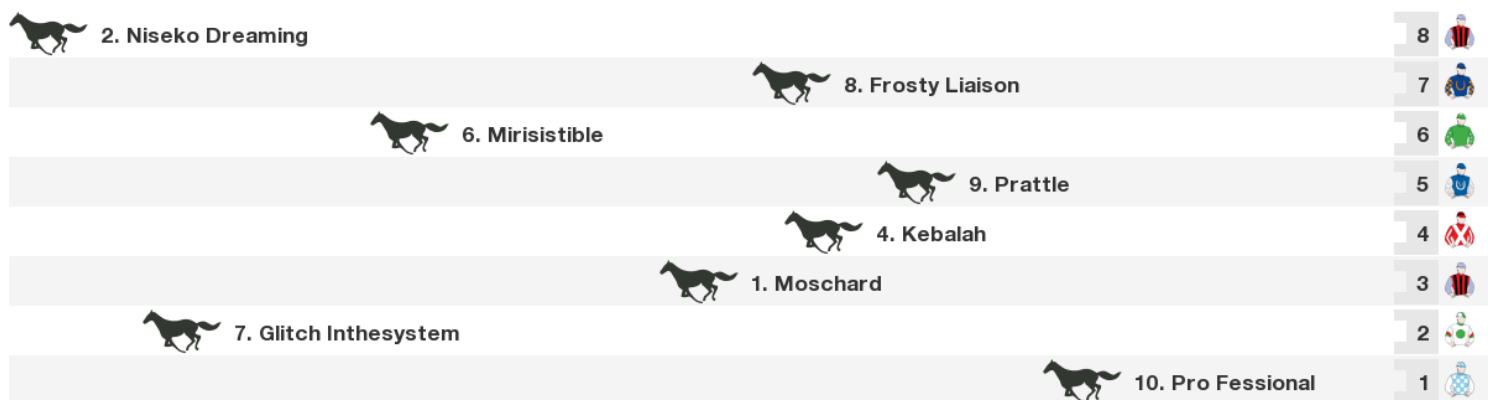 2. Niseko Dreaming 8
8. Frosty Liaison 7
6. Mirisistible 6
9. Prattle 5
4. Kebalah 4
1. Moschard 3
7. Glitch Inthesystem 2
10. Pro Fessional 1